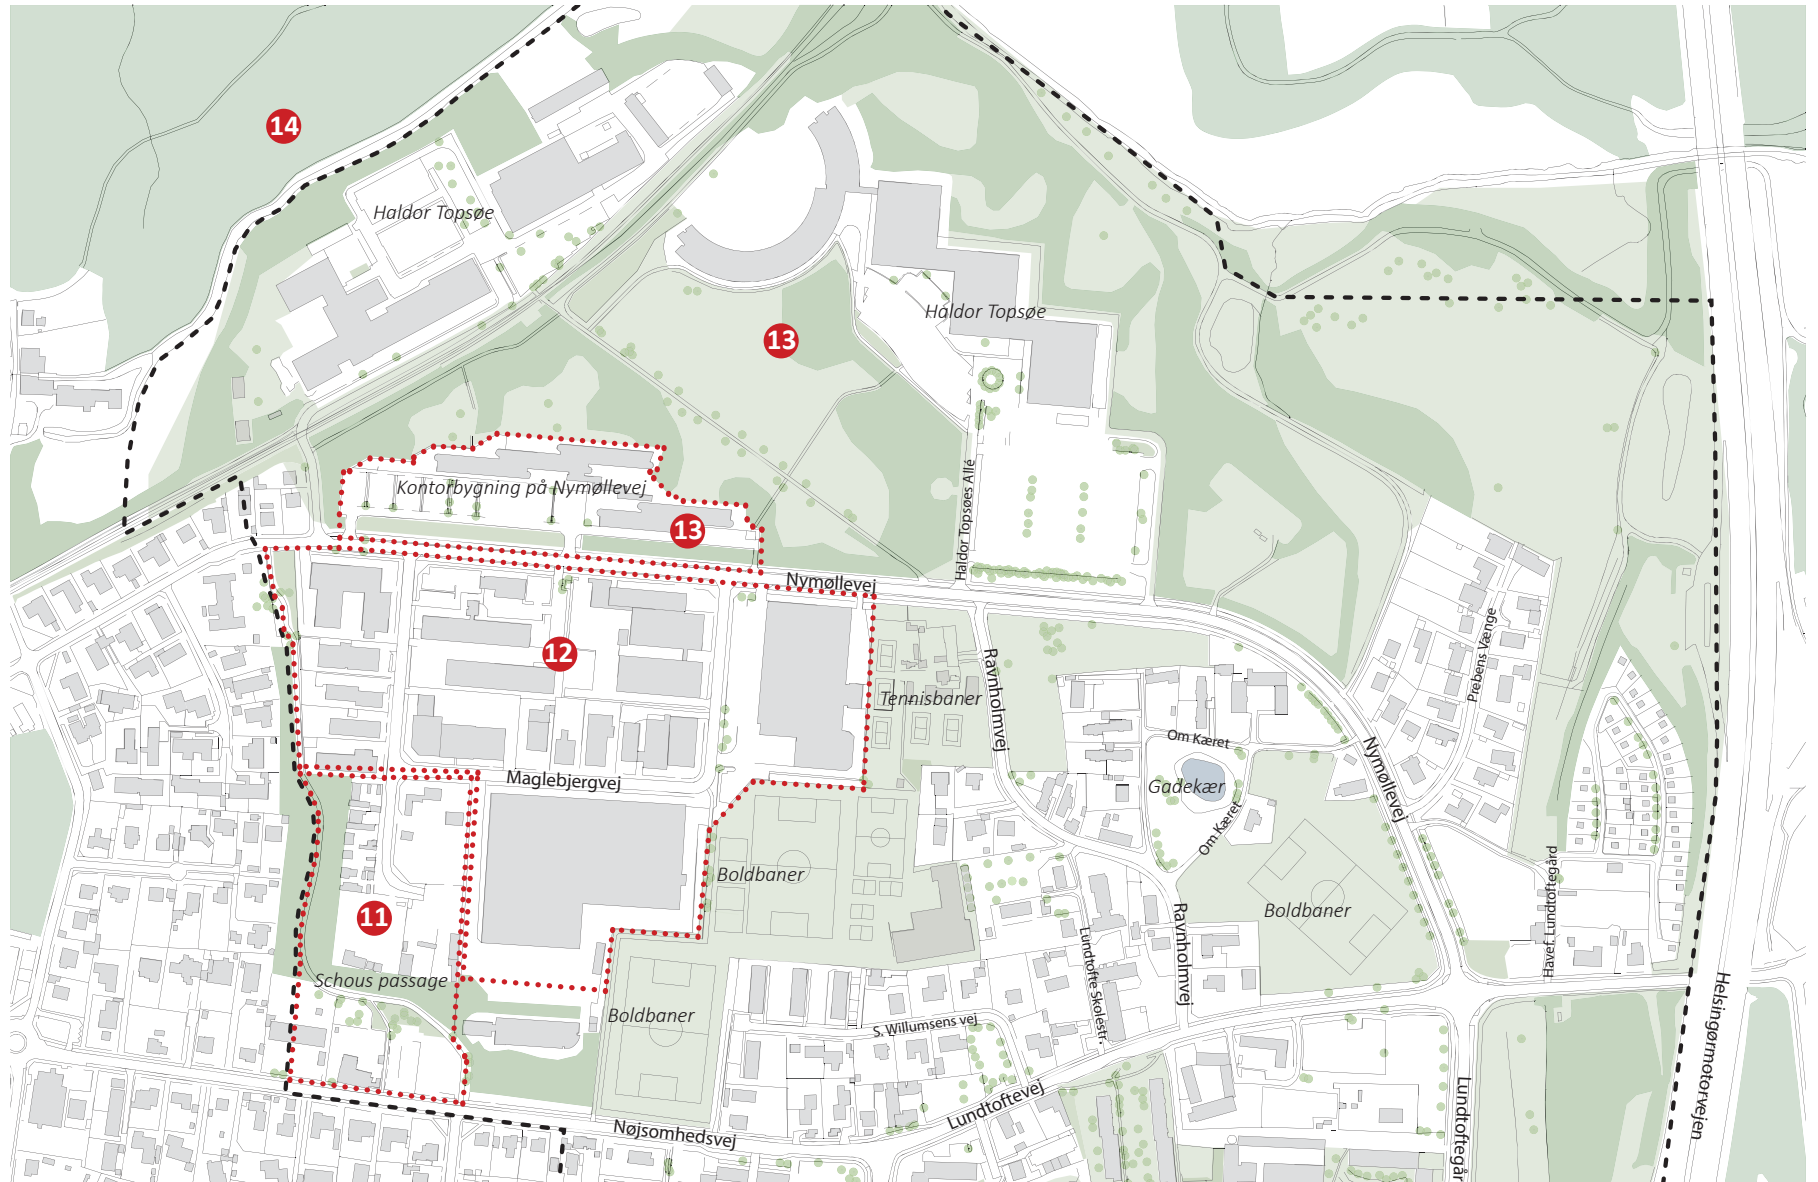 14
Haldor Topsøe
Haldor Topsøe
13
Kontorbygning på Nymøllevej
13
Haldor Topsøes Allé
Nymøllevej
12
Prebens Vænge
Ravnholmvej
Tennisbaner
Om Kæret
Nymøllevej
Maglebjergvej
Gadekær
Om Kæret
Boldbaner
11
Boldbaner
Havef. Lundtoftegård
Ravnholmvej
Lundtofte Skolestr.
Schous passage
Boldbaner
S. Willumsens vej
Helsingørmotorvejen
Lundtoftevej
Nøjsomhedsvej
Lundtoftegår